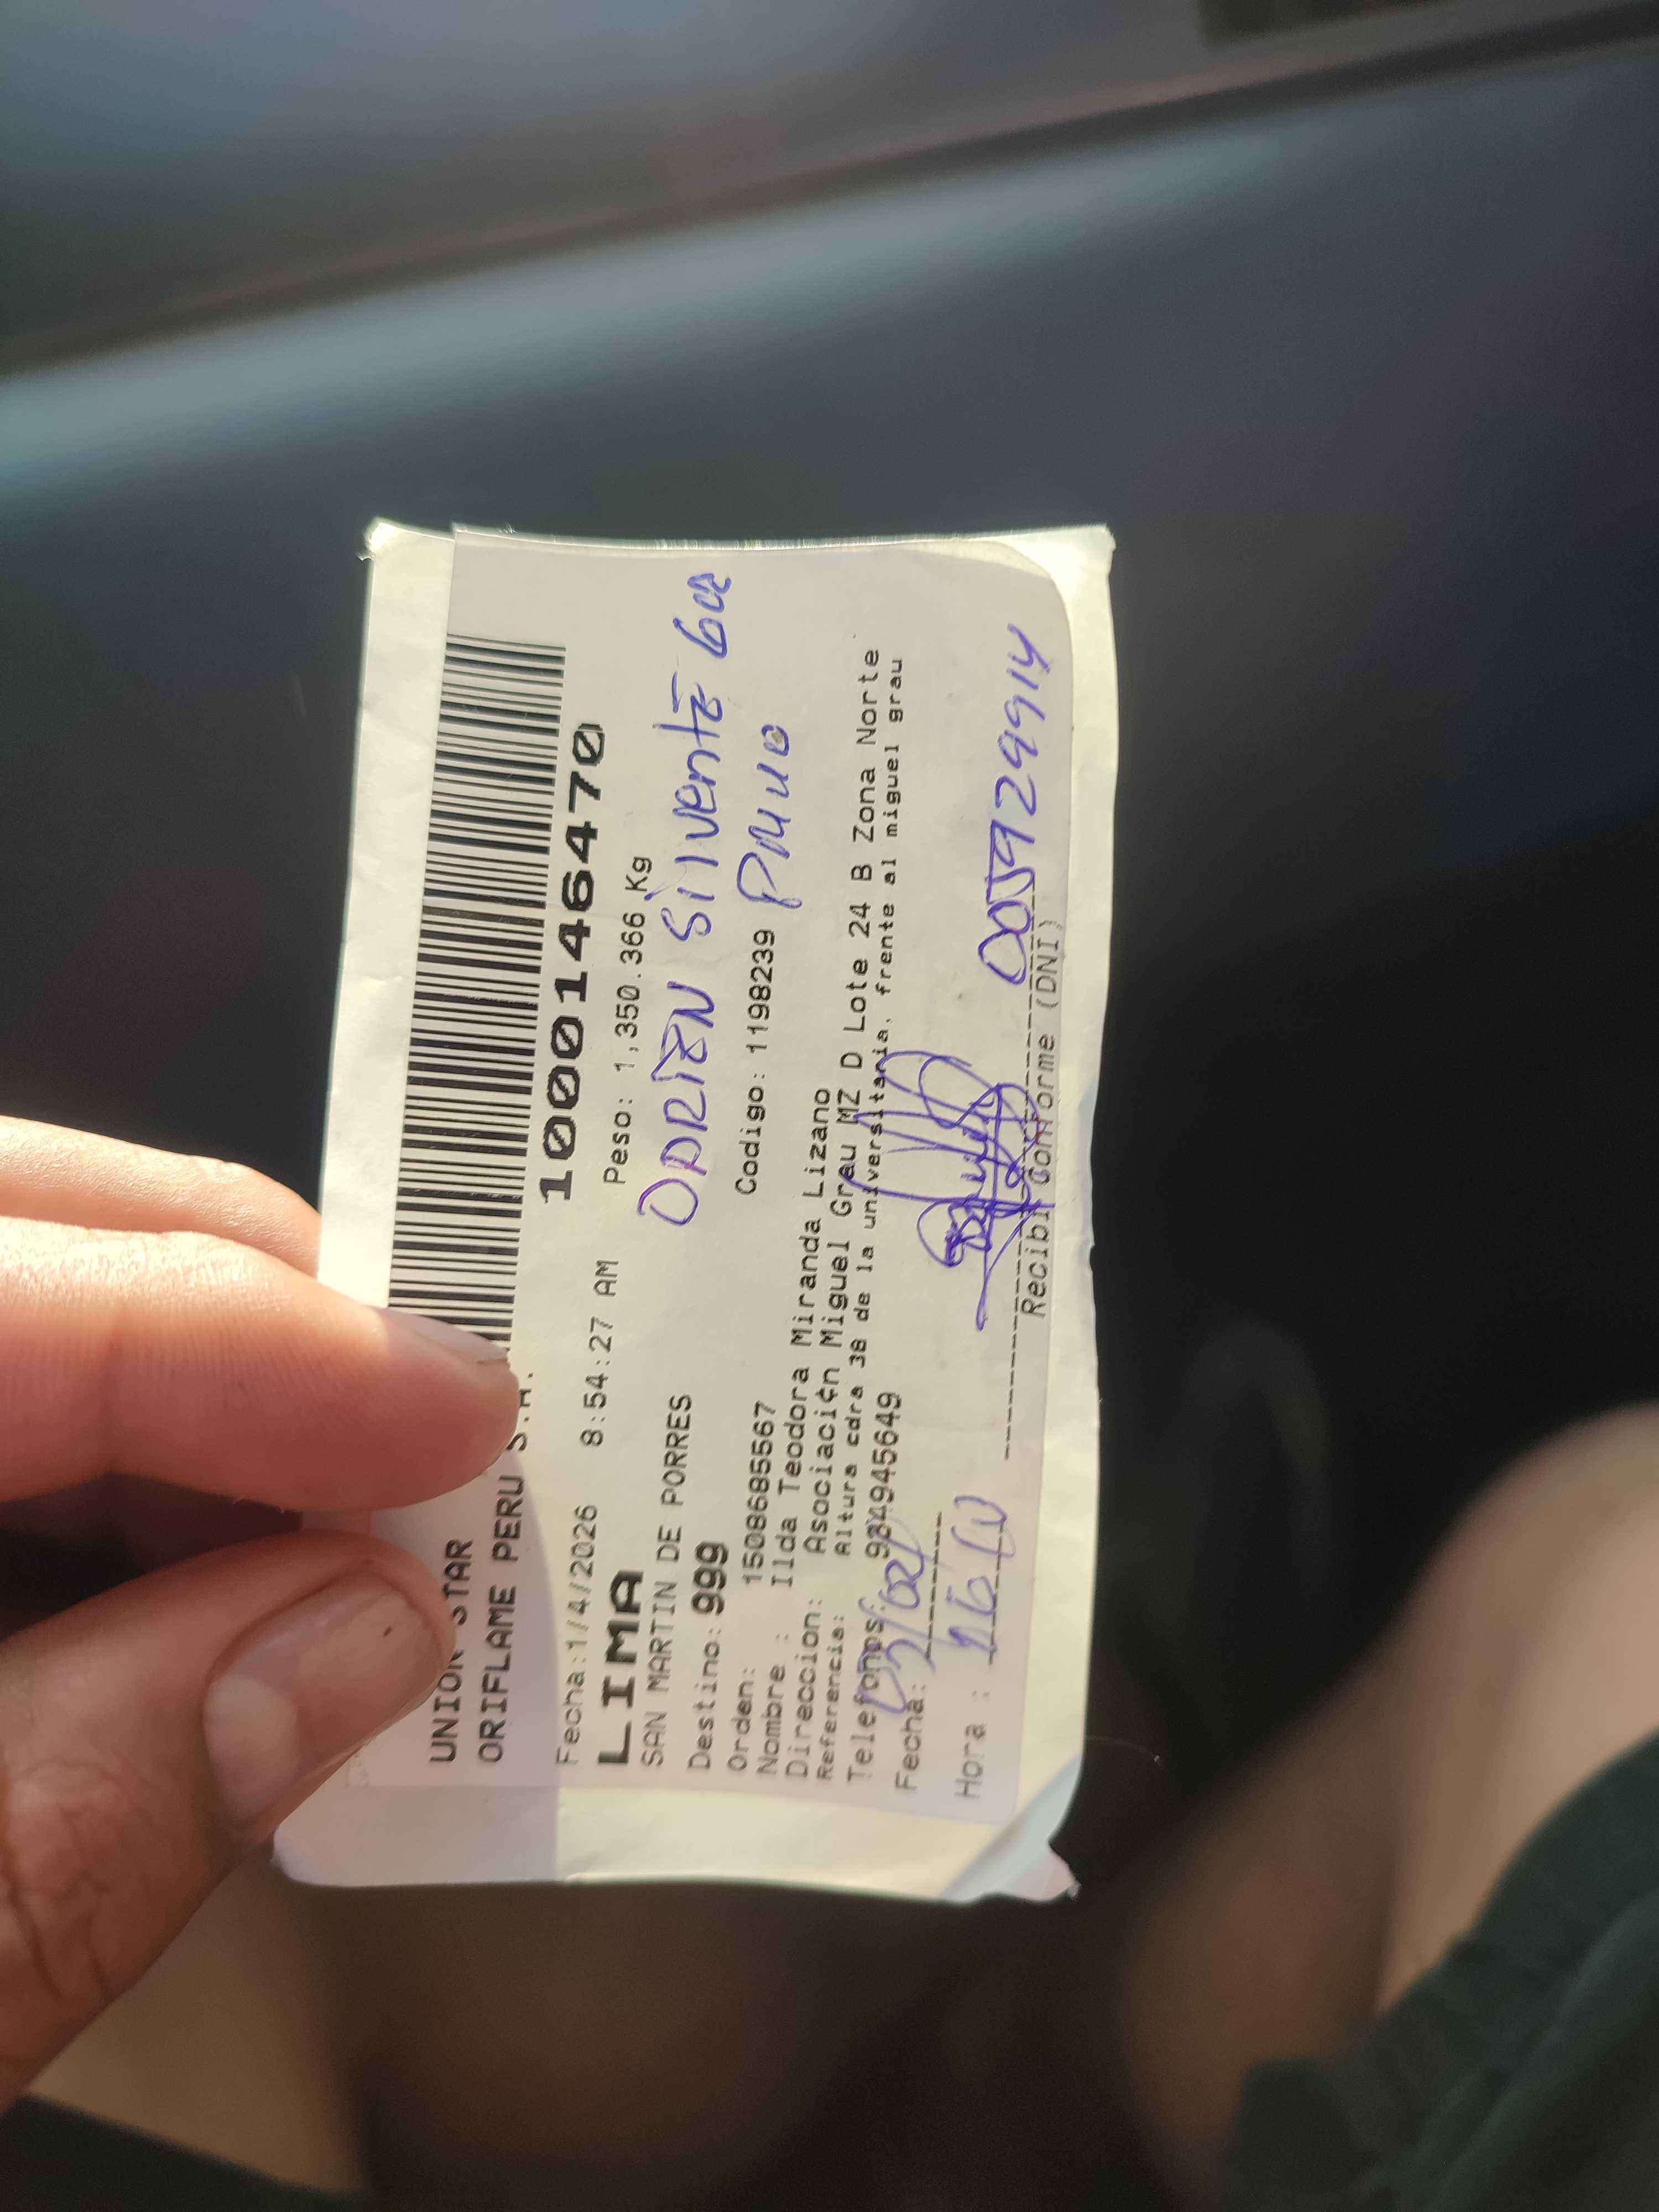 UNION STAR
ORIFLAME PERU S.A.
1000146470
Fecha:1/4/2026 8:54:27 AM Peso: 1,350.366 Kg
LIMA
SAN MARTIN DE PORRES
Destino: 999
Codigo: 1198239
Orden: 1508685567
Nombre : Ilda Teodora Miranda Lizano
Direccion: Asociación Miguel Grau MZ D Lote 24 B Zona Norte
Referencia: Altura cdra 38 de la universitaria, frente al miguel grau
Telefonos: 984945649
Fecha:
Hora :
Recibi Conforme (DNI)